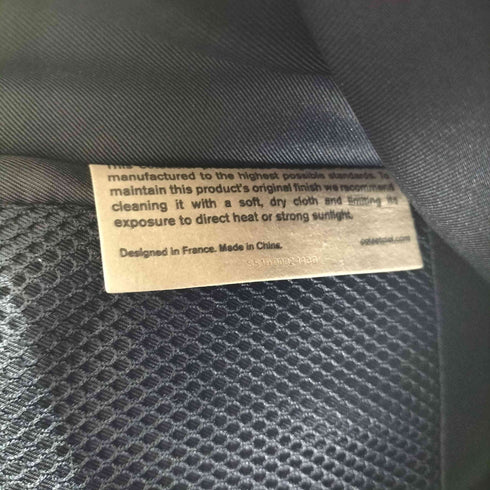 manufactured to the highest possible standards. To
maintain this product's original finish we recommend
cleaning it with a soft, dry cloth and limiting its
exposure to direct heat or strong sunlight.
Designed in France. Made in China.